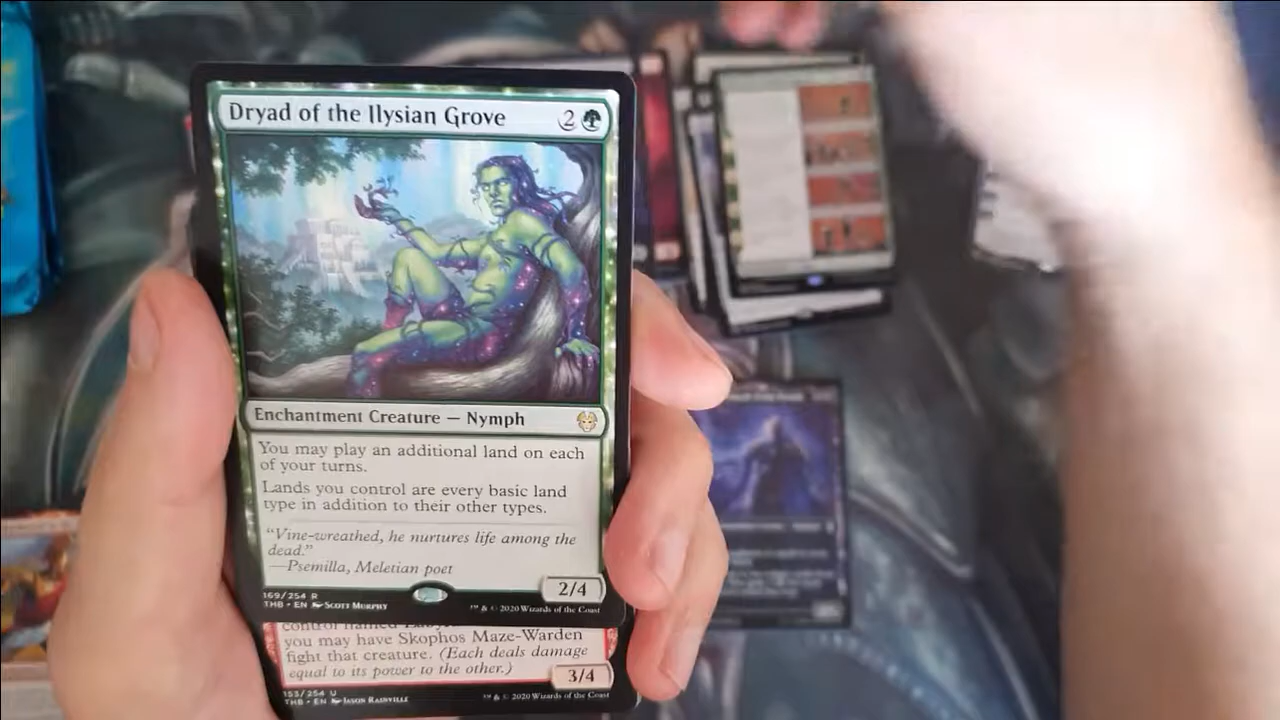 Dryad of the Ilysian Grove 2
Enchantment Creature — Nymph
You may play an additional land on each
of your turns.
Lands you control are every basic land
type in addition to their other types.
"Vine-wreathed, he nurtures life among the
dead."
—Psemilla, Meletian poet
2/4
169/254 R
THB • EN SCOTT MURPHY ™ & © 2020 Wizards of the Coast
you may have Skophos Maze-Warden
fight that creature. (Each deals damage
equal to its power to the other.)
3/4
153/254 U
THB • EN JASON RAINVILLE ™ & © 2020 Wizards of the Coast